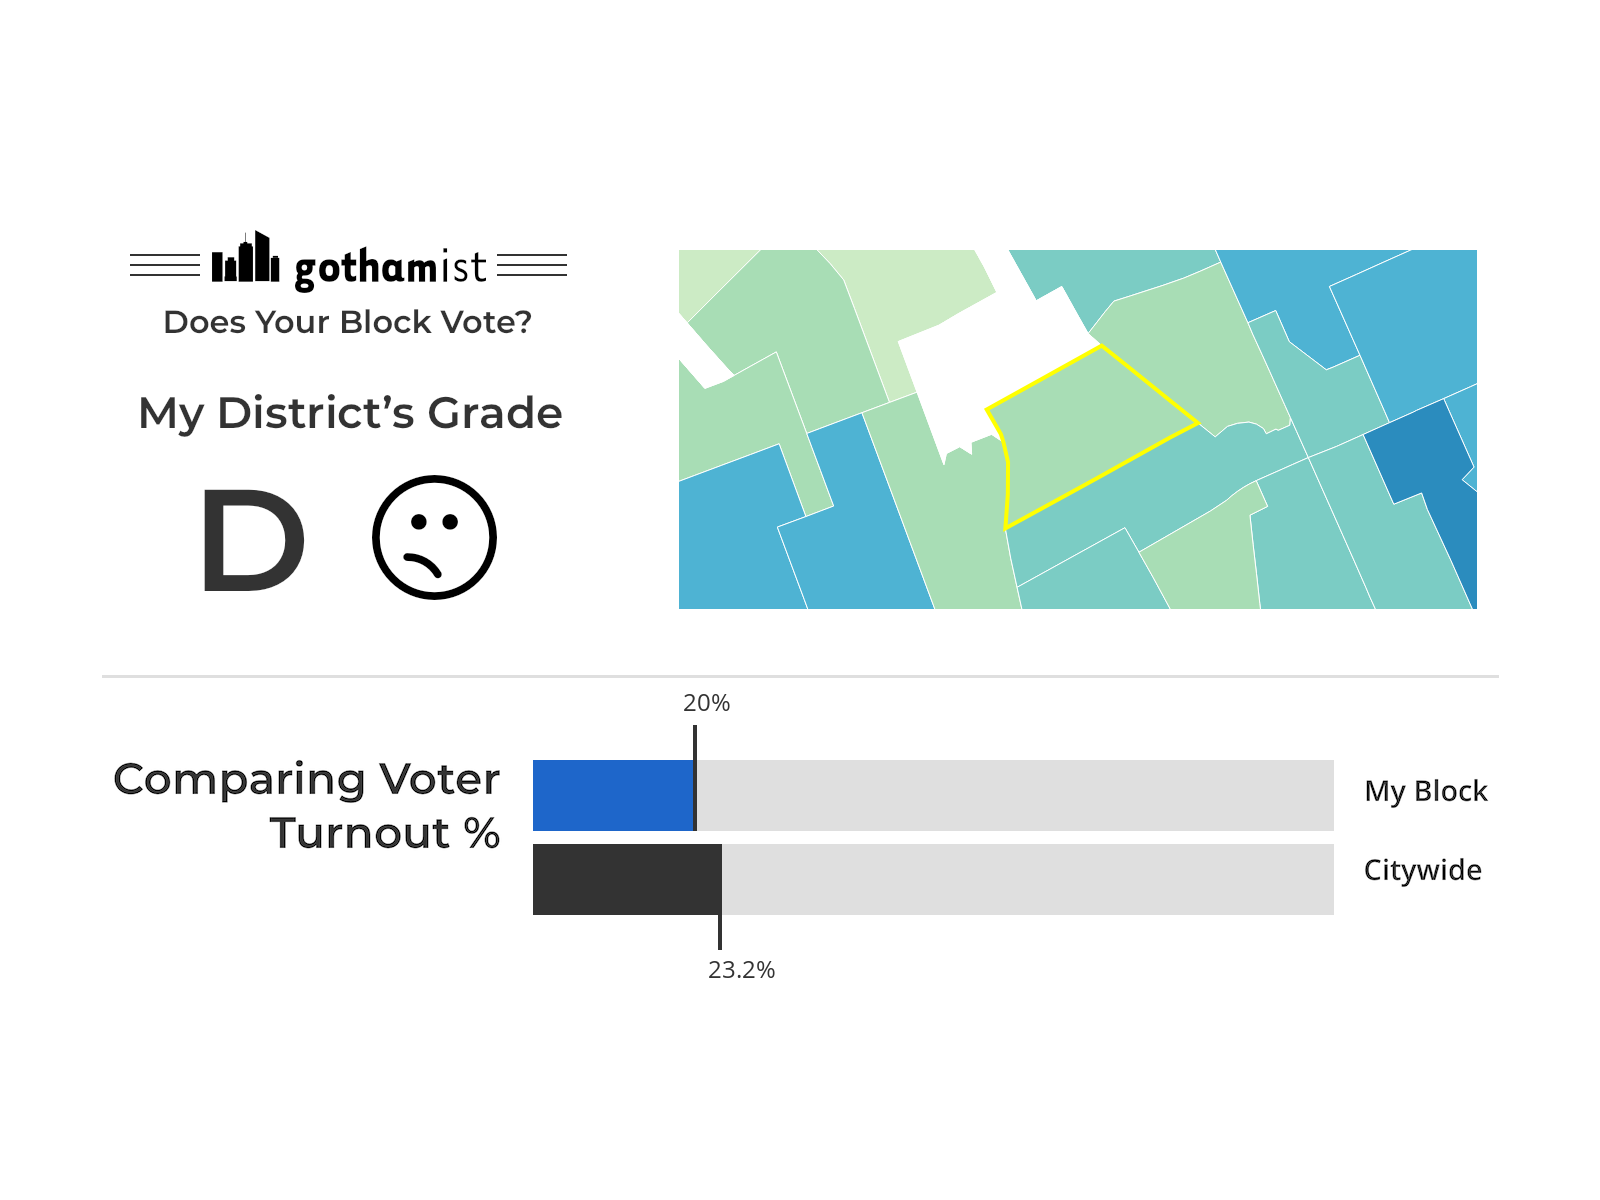 gothamist
Does Your Block Vote?
My District’s Grade
D
20%
Comparing Voter
Turnout %
My Block
Citywide
23.2%